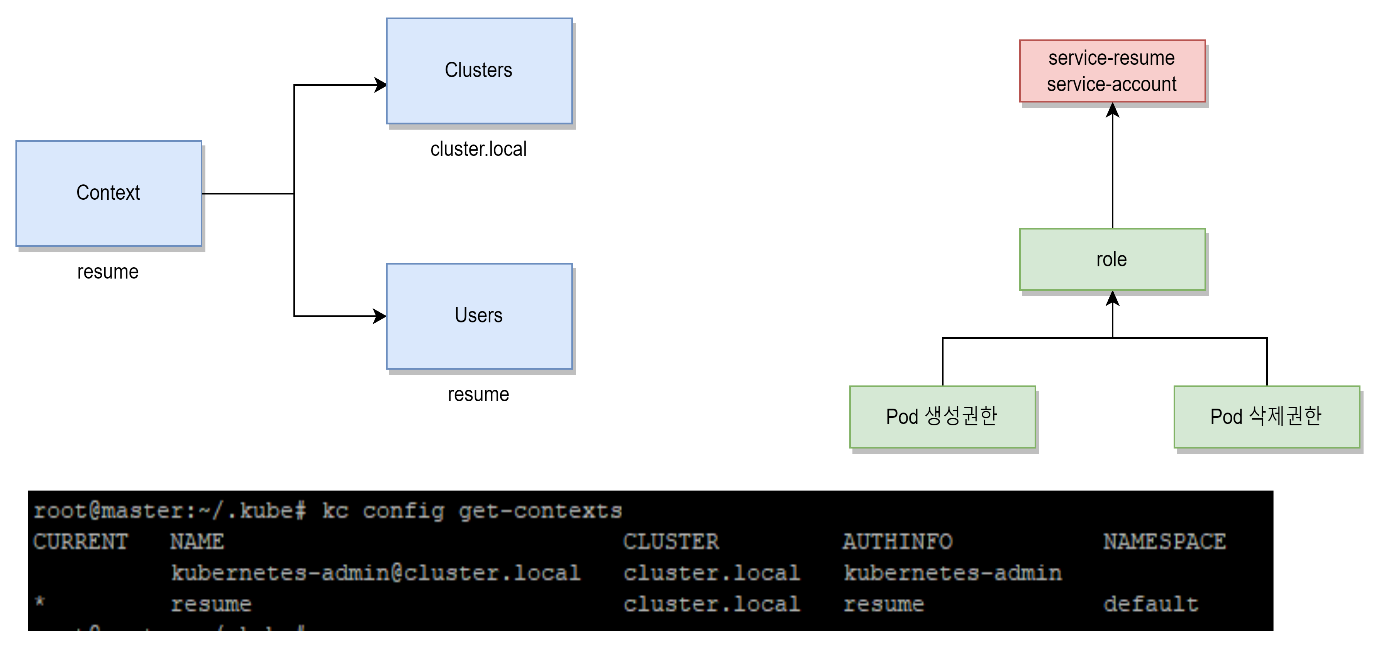 Clusters
cluster.local
Context
resume
Users
resume
service-resume
service-account
role
Pod 생성권한
Pod 삭제권한
root@master:~/.kube# kc config get-contexts
CURRENT NAME CLUSTER AUTHINFO NAMESPACE
kubernetes-admin@cluster.local cluster.local kubernetes-admin
* resume cluster.local resume default